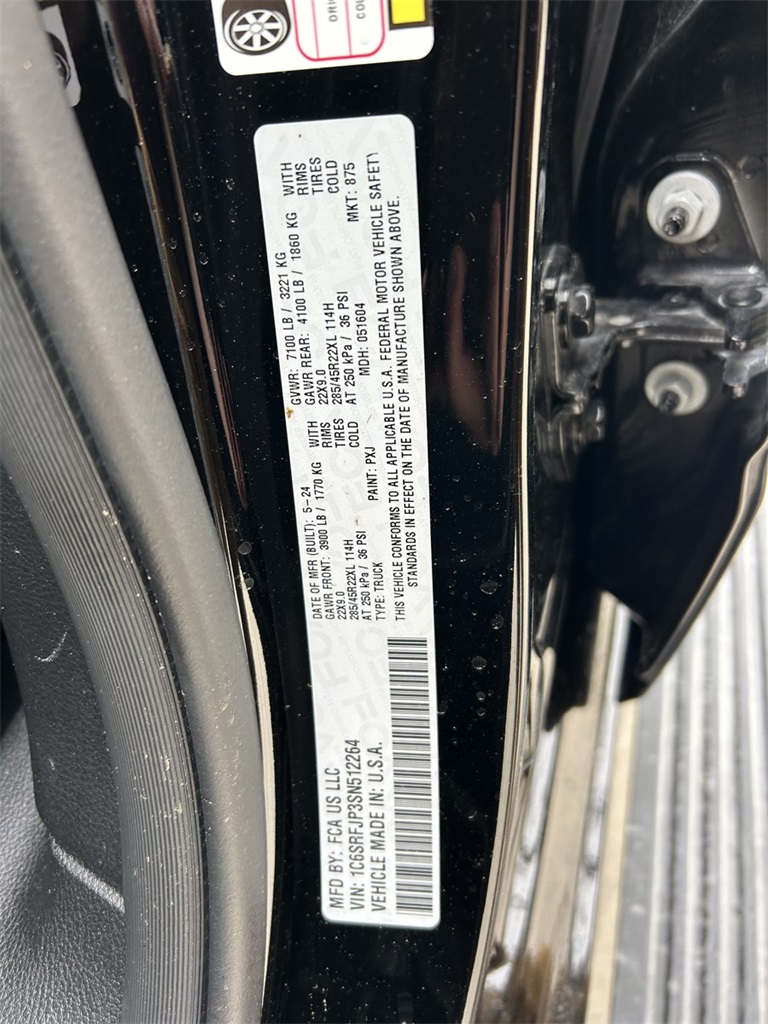 MFD BY: FCA US LLC
VIN: 1C6SRFJP3SN512264
VEHICLE MADE IN: U.S.A.
DATE OF MFR (BUILT): 5-24 GVWR: 7100 LB / 3221 KG
GAWR FRONT: 3900 LB / 1770 KG WITH GAWR REAR: 4100 LB / 1860 KG WITH
22X9.0 RIMS 22X9.0 RIMS
285/45R22XL 114H TIRES 285/45R22XL 114H TIRES
AT 250 kPa / 36 PSI COLD AT 250 kPa / 36 PSI COLD
TYPE: TRUCK PAINT: PXJ MDH: 051604 MKT: 875
THIS VEHICLE CONFORMS TO ALL APPLICABLE U.S.A. FEDERAL MOTOR VEHICLE SAFETY
STANDARDS IN EFFECT ON THE DATE OF MANUFACTURE SHOWN ABOVE.